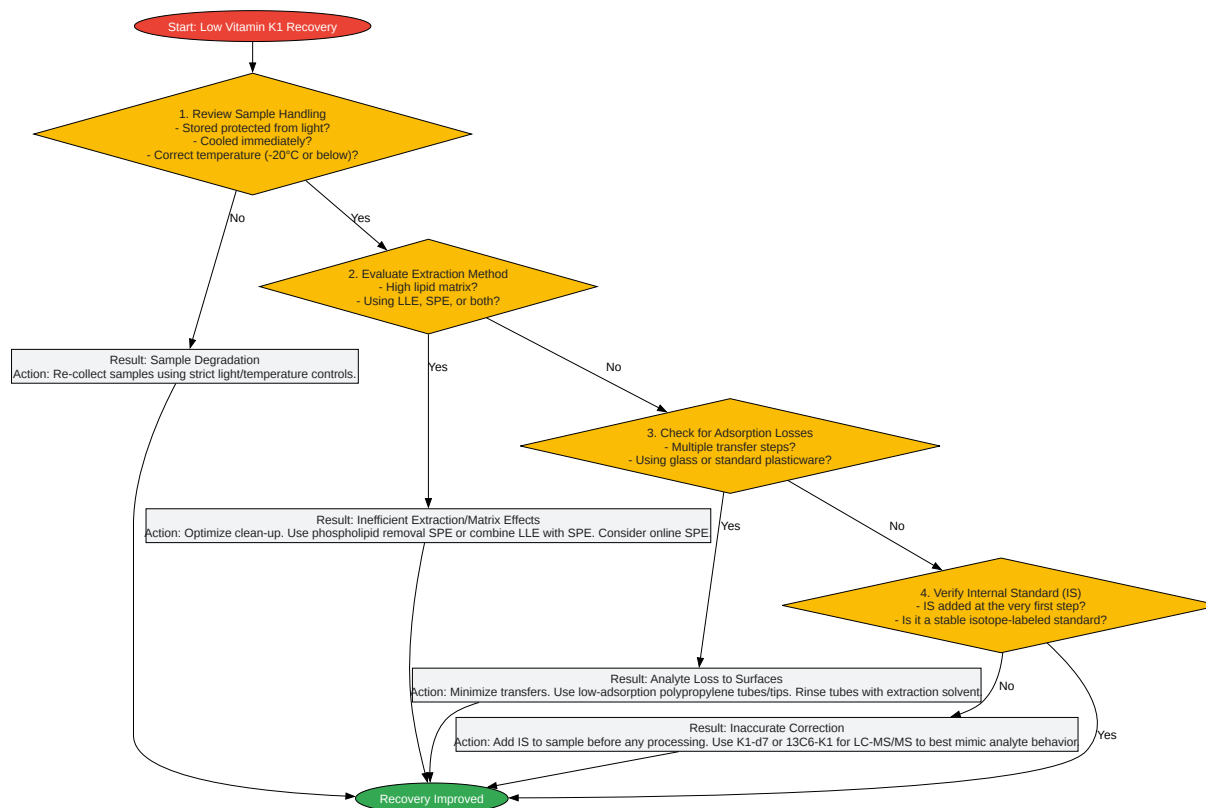 Start: Low Vitamin K1 Recovery
1. Review Sample Handling
- Stored protected from light?
- Cooled immediately?
- Correct temperature (-20°C or below)?
No
Yes
2. Evaluate Extraction Method
- High lipid matrix?
- Using LLE, SPE, or both?
Result: Sample Degradation
Action: Re-collect samples using strict light/temperature controls.
Yes
No
3. Check for Adsorption Losses
- Multiple transfer steps?
- Using glass or standard plasticware?
Result: Inefficient Extraction/Matrix Effects
Action: Optimize clean-up. Use phospholipid removal SPE or combine LLE with SPE. Consider online SPE.
Yes
No
4. Verify Internal Standard (IS)
- IS added at the very first step?
- Is it a stable isotope-labeled standard?
Result: Analyte Loss to Surfaces
Action: Minimize transfers. Use low-adsorption polypropylene tubes/tips. Rinse tubes with extraction solvent.
No
Result: Inaccurate Correction
Action: Add IS to sample before any processing. Use K1-d7 or 13C6-K1 for LC-MS/MS to best mimic analyte behavior.
Yes
Recovery Improved